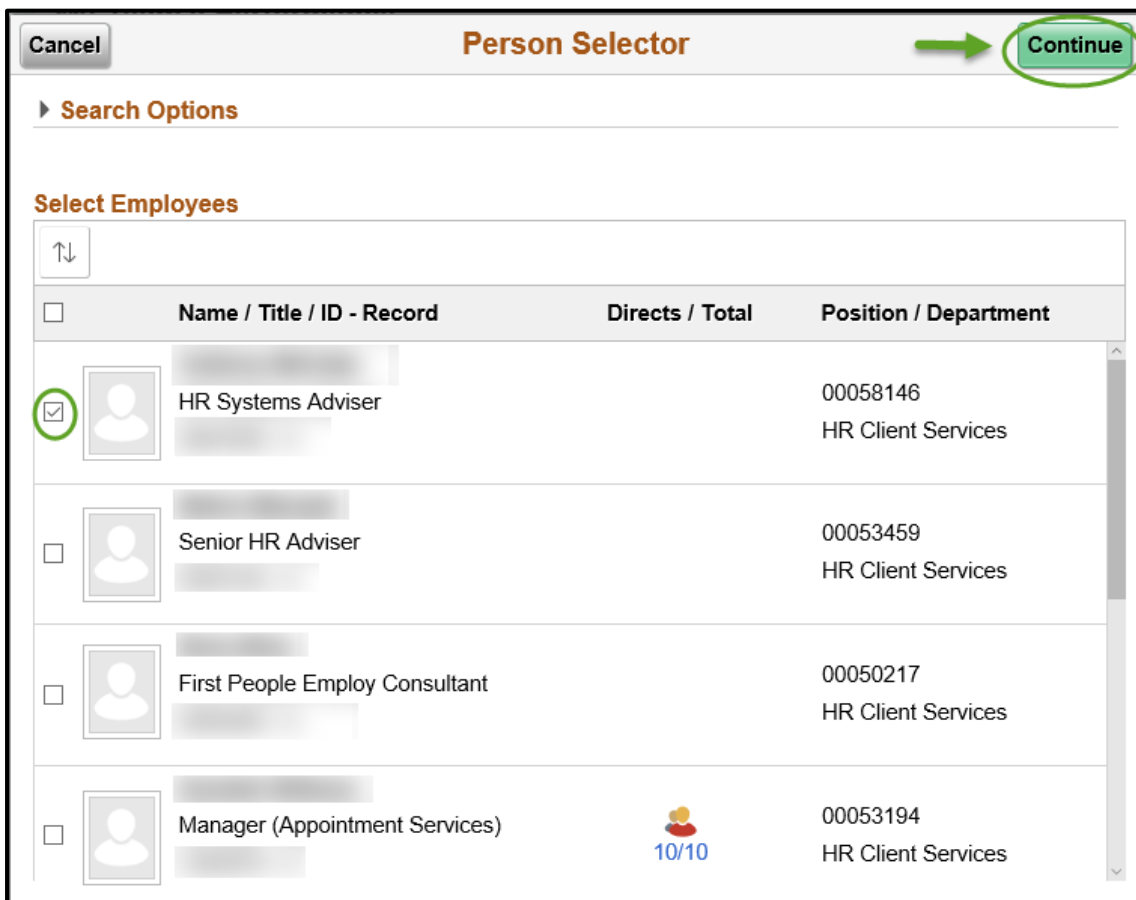 Cancel
Person Selector
Continue
Search Options
Select Employees
Name / Title / ID - Record
Directs / Total
Position / Department
HR Systems Adviser
00058146
HR Client Services
Senior HR Adviser
00053459
HR Client Services
First People Employ Consultant
00050217
HR Client Services
Manager (Appointment Services)
10/10
00053194
HR Client Services